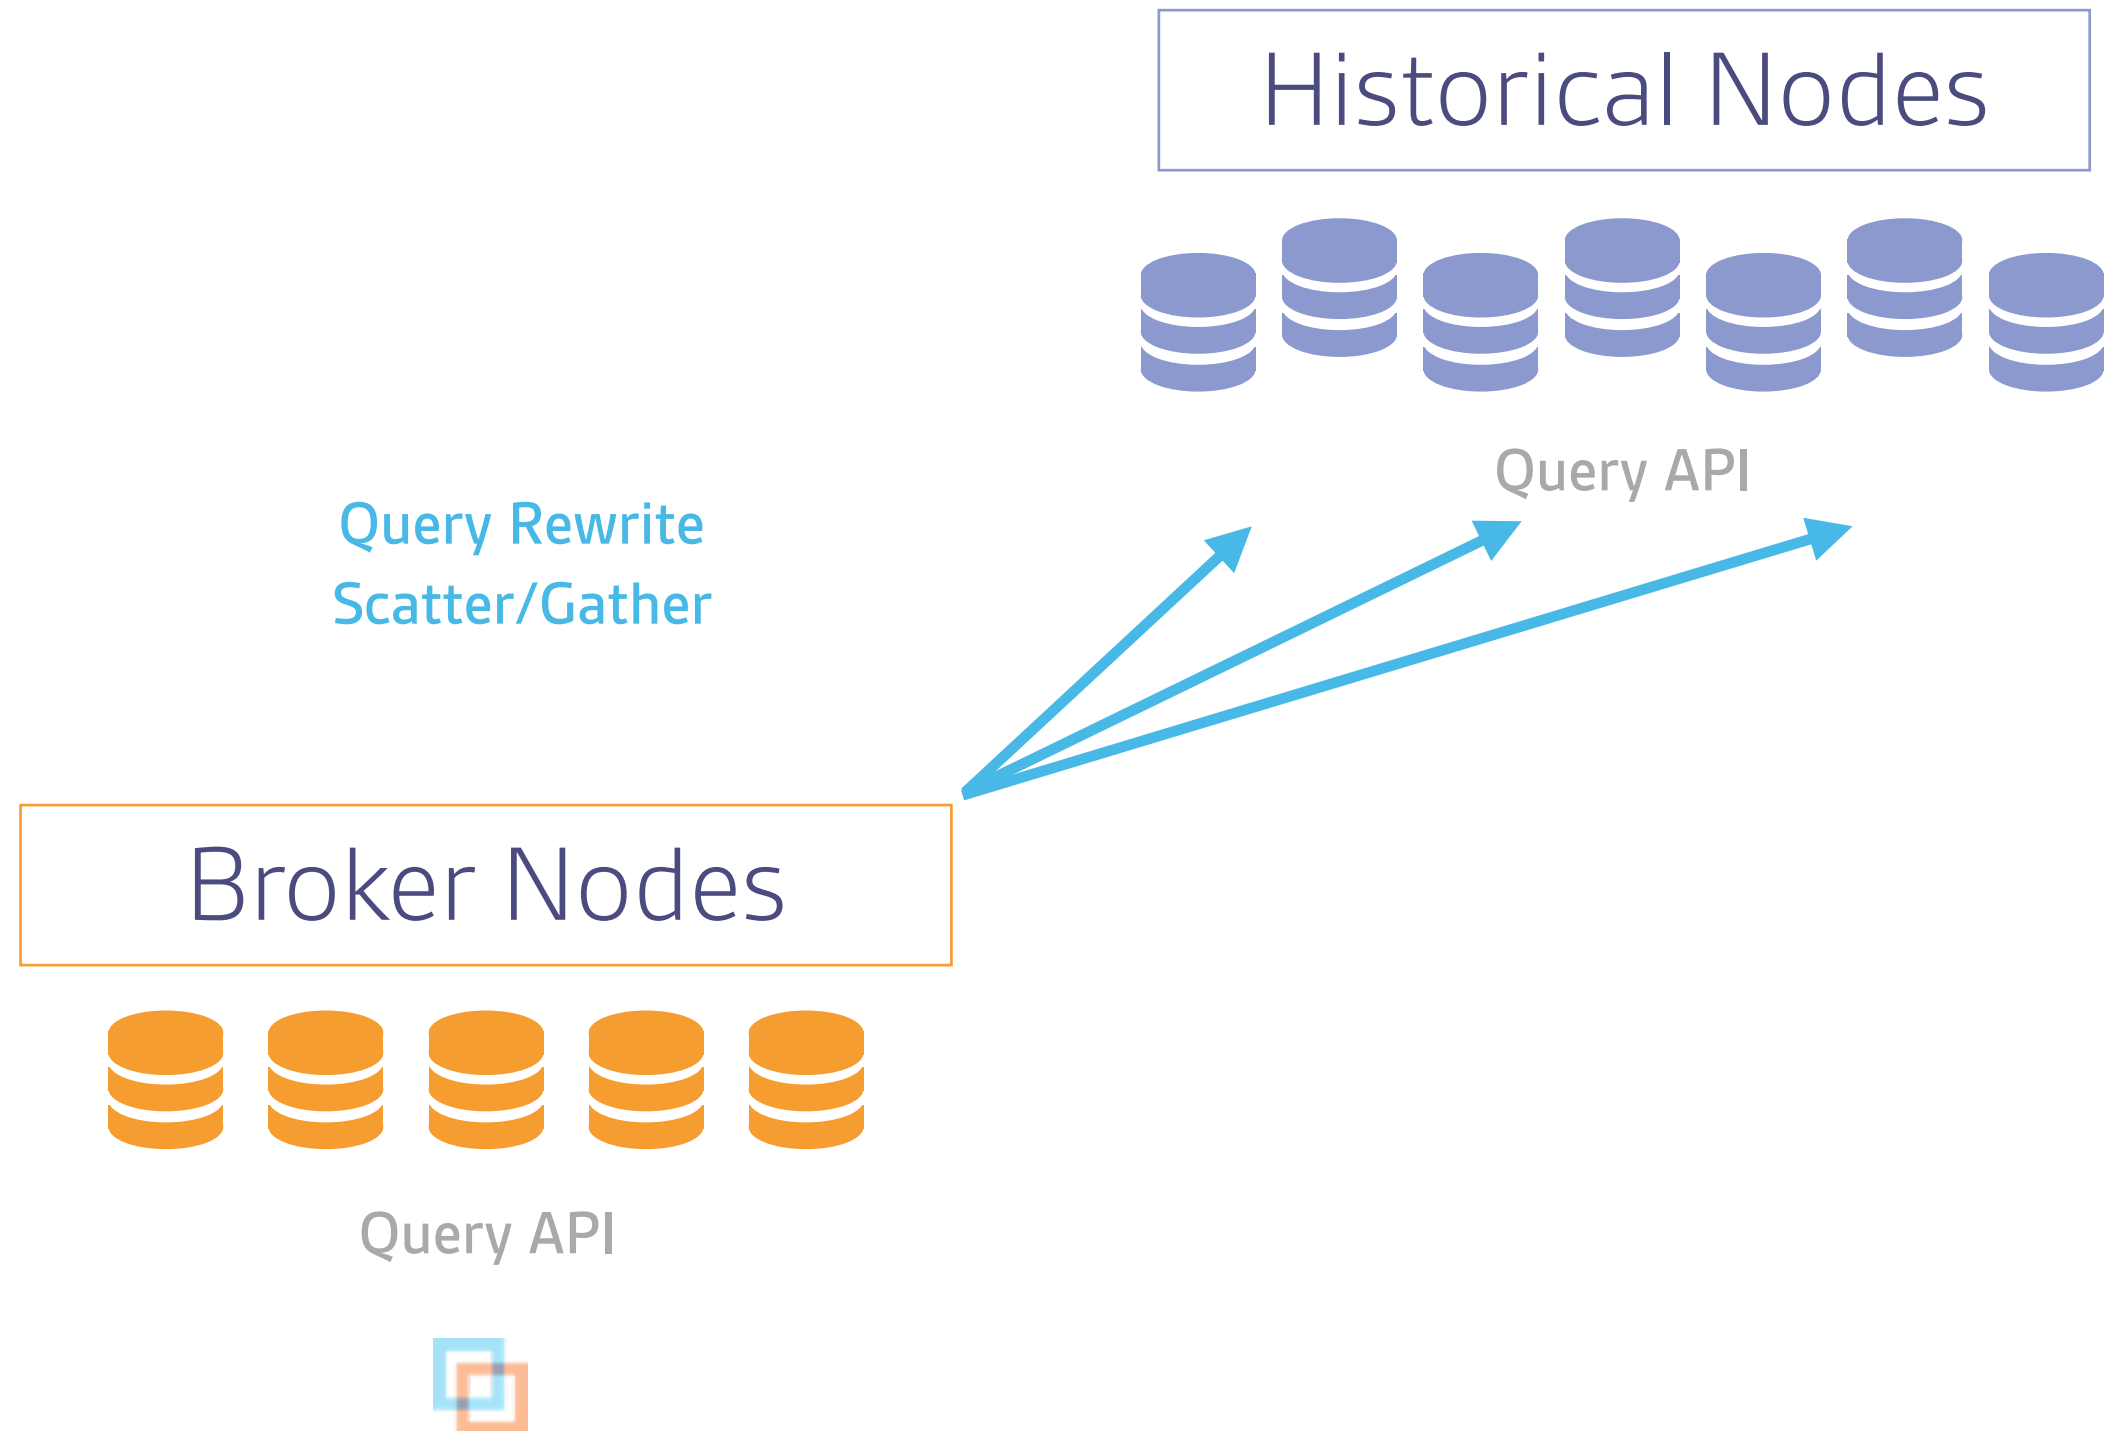 Historical Nodes
Query API
Query Rewrite
Scatter/Gather
Broker Nodes
Query API